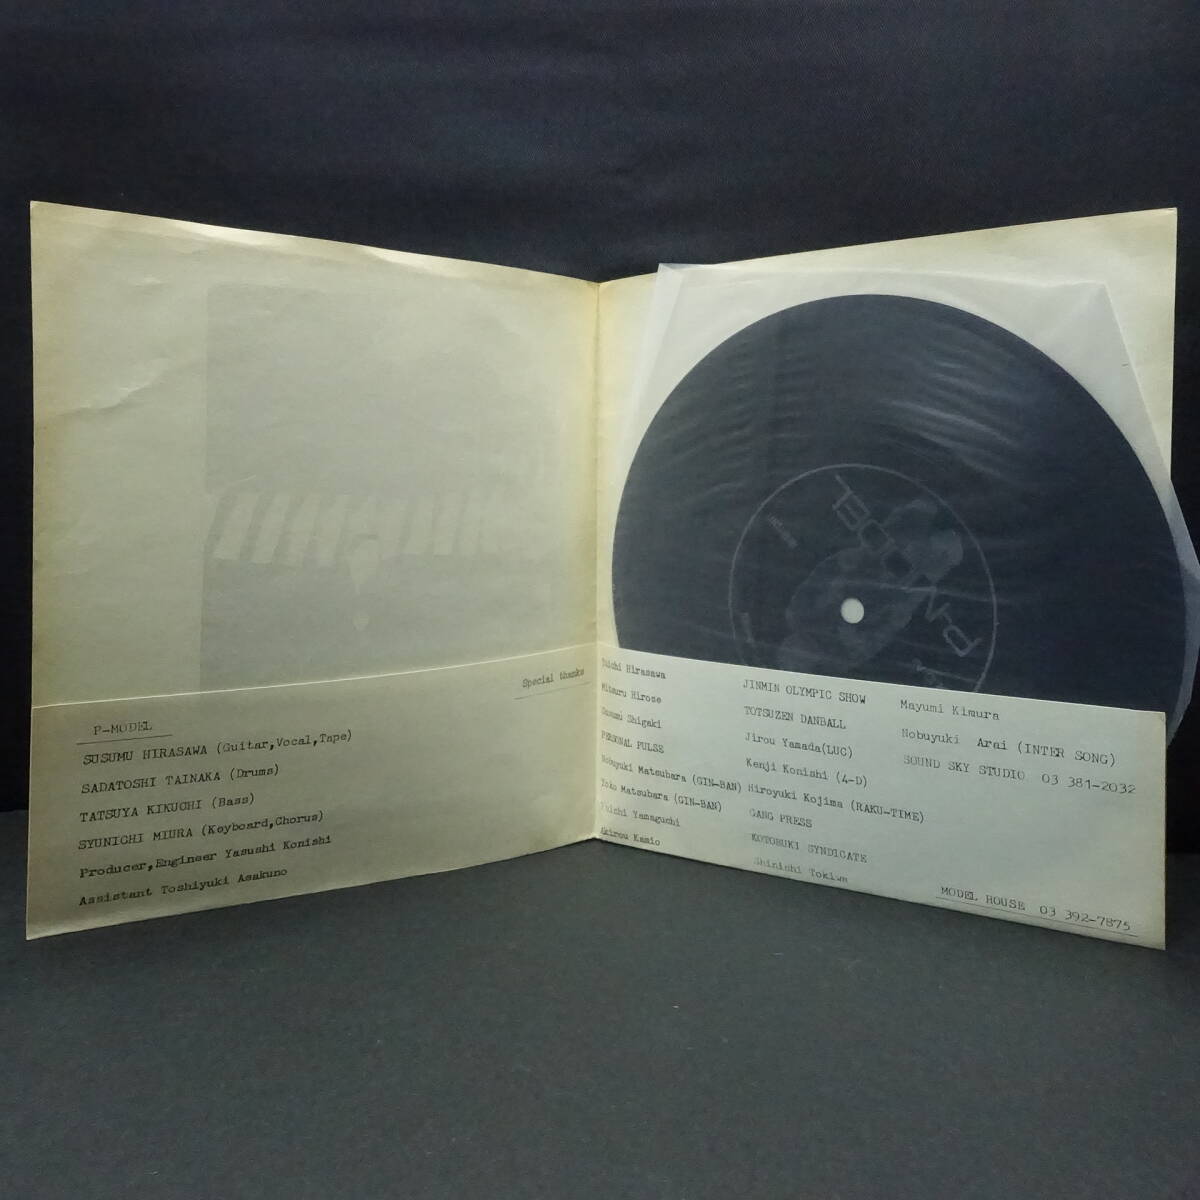 P-MODEL
SUSUMU HIRASAWA (Guitar,Vocal,Tape)
SADATOSHI TAINAKA (Drums)
TATSUYA KIKUCHI (Bass)
SYUNICHI MIURA (Keyboard,Chorus)
Producer,Engineer Yasushi Konishi
Assistant Toshiyuki Asakuno
Special thanks
Yuichi Hirasawa
Mitsuru Hirose
Susumu Shigaki
PERSONAL PULSE
Nobuyuki Matsubara (GIN-BAN)
Yoko Matsubara (GIN-BAN)
Yuichi Yamaguchi
Akirou Kamio
JINMIN OLYMPIC SHOW
TOTSUZEN DANBALL
Jirou Yamada(LUC)
Kenji Konishi (4-D)
Hiroyuki Kojima (RAKU-TIME)
GANG PRESS
KOTOBUKI SYNDICATE
Shinishi Tokiwa
Mayumi Kimura
Nobuyuki Arai (INTER SONG)
SOUND SKY STUDIO 03 381-2032
MODEL HOUSE 03 392-7875
P-MODEL